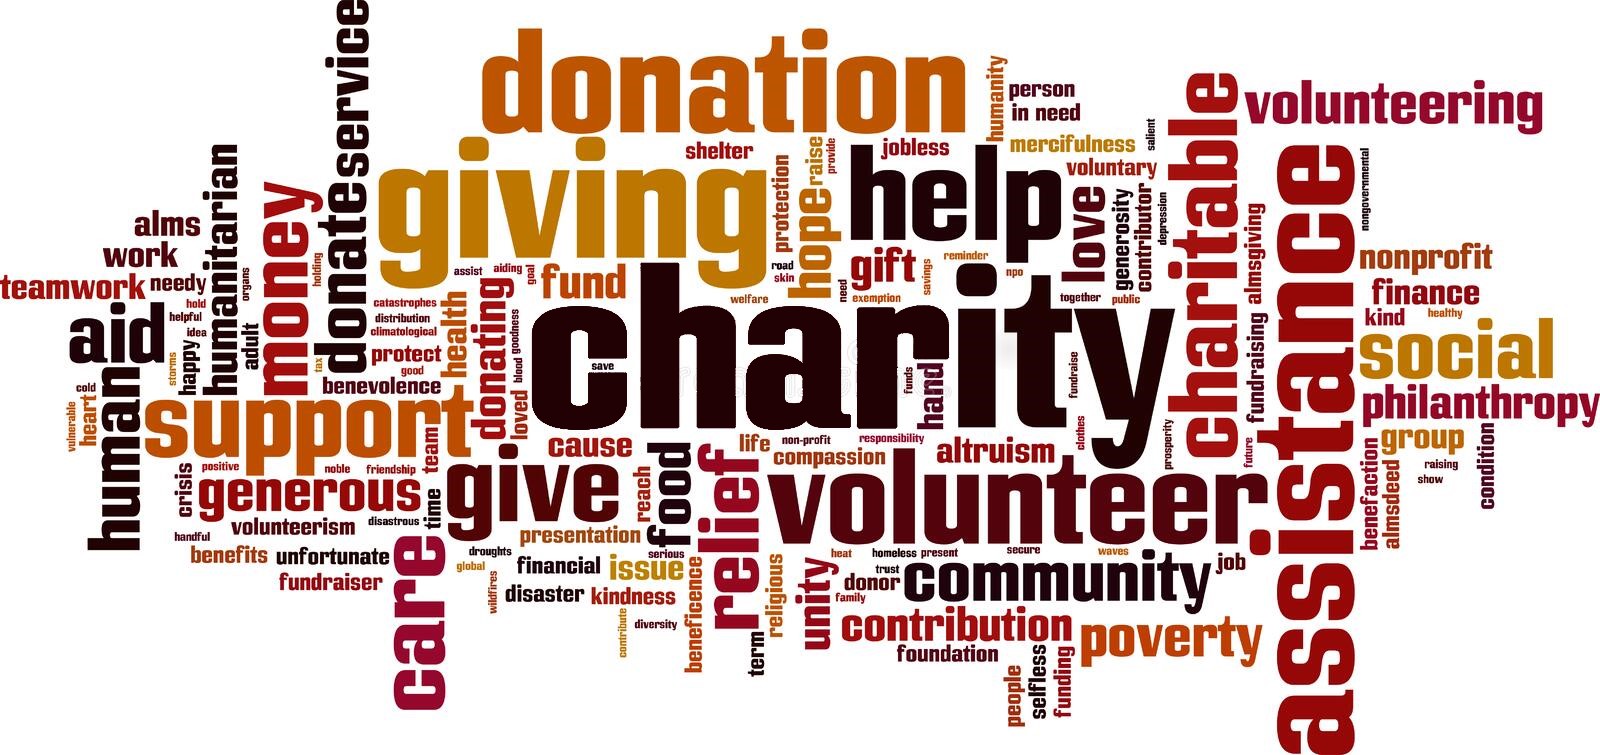 service
donation
humanity
person
in need
volunteering
charitable
mercifulness
salient
shelter
jobless
raise
provide
giving
help
voluntary
protection
hope
love
generosity
contributor
depression
assistance
nongovernmental
humanitarian
money
donate
alms
work
teamwork
needy
organs
holding
assist
aiding
goal
fund
road
skin
gift
savings
reminder
npo
almsgiving
nonprofit
hold
helpful
idea
aid
adult
catastrophes
distribution
climatological
health
donating
goodness
welfare
need
exemption
charity
together
public
finance
kind
healthy
social
storms
happy
tax
protect
good
benevolence
blood
save
funds
hand
fundraise
fundraising
philanthropy
cold
heart
vulnerable
human
support
team
loved
cause
life
non-profit
responsibility
compassion
altruism
clothes
prosperity
future
group
raising
show
condition
benefaction
almsdeed
positive
noble
friendship
crisis
generous
time
give
reach
food
relief
volunteer
volunteerism
disastrous
handful
benefits
unfortunate
fundraiser
care
presentation
droughts
global
wildfires
financial
issue
serious
disaster
kindness
contribute
diversity
beneficence
religious
term
unity
heat
homeless
present
secure
waves
trust
donor
family
community
job
contribution
poverty
foundation
people
selfless
funding